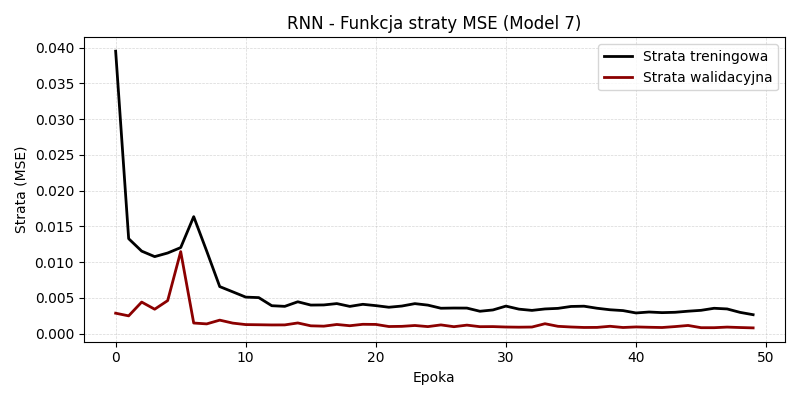 RNN - Funkcja straty MSE (Model 7)
Strata treningowa
Strata walidacyjna
0.040
0.035
0.030
0.025
0.020
0.015
0.010
0.005
0.000
Strata (MSE)
0 10 20 30 40 50
Epoka